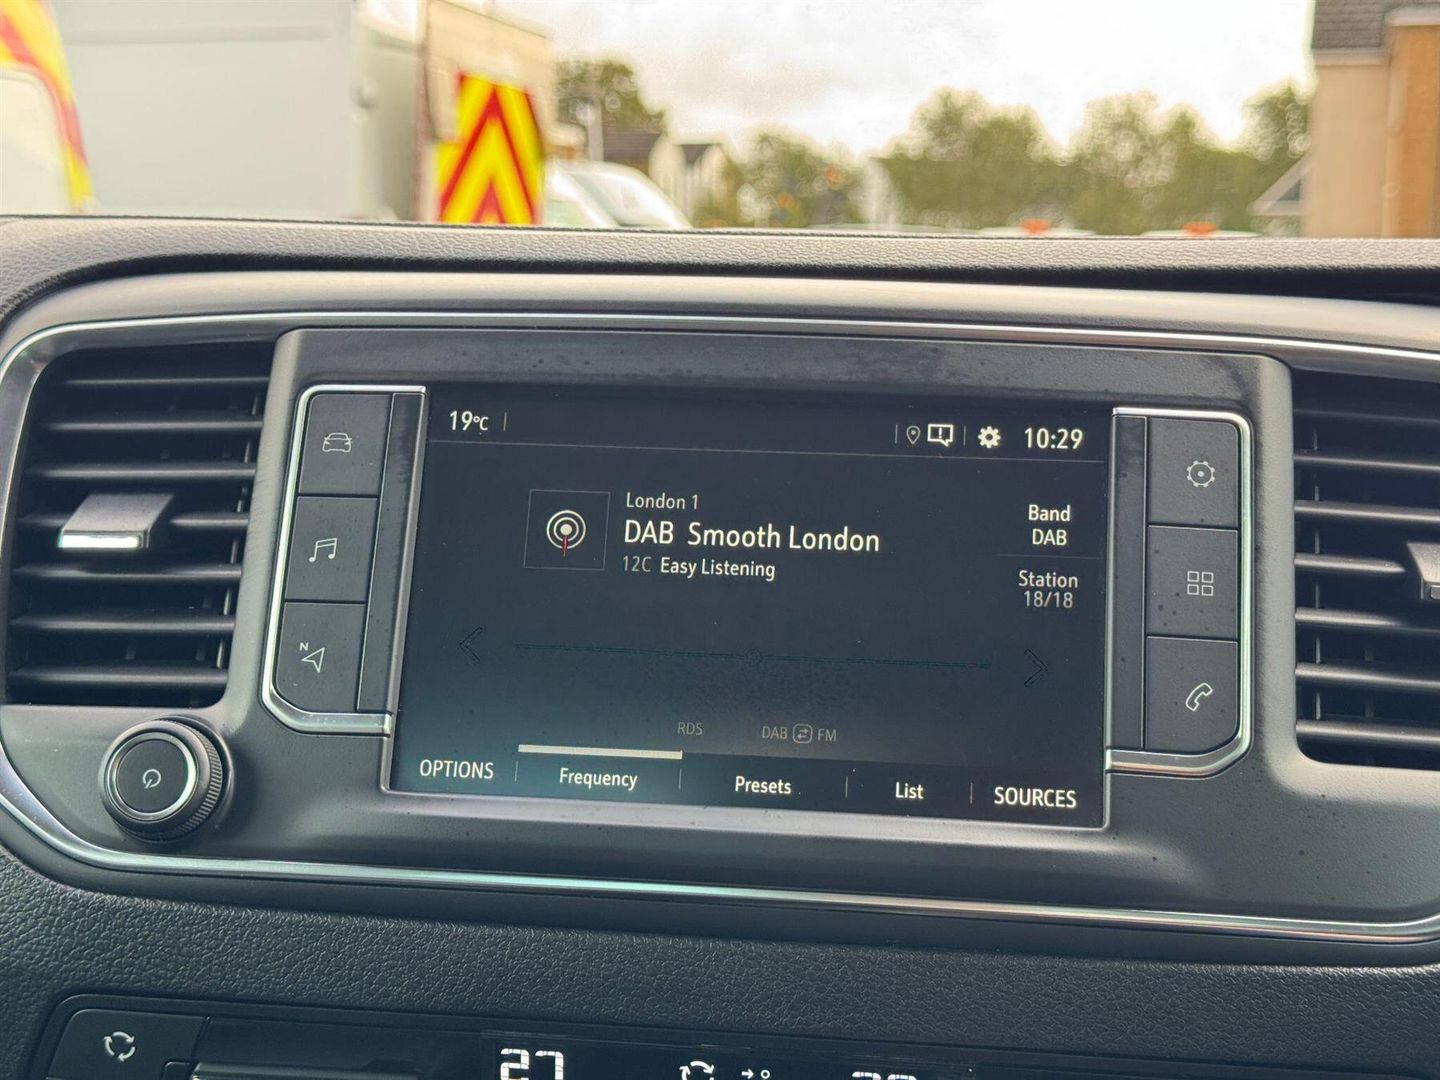 19°C
10:29
London 1
DAB Smooth London
12C Easy Listening
Band
DAB
Station
18/18
RDS
DAB FM
OPTIONS
Frequency
Presets
List
SOURCES
N
27